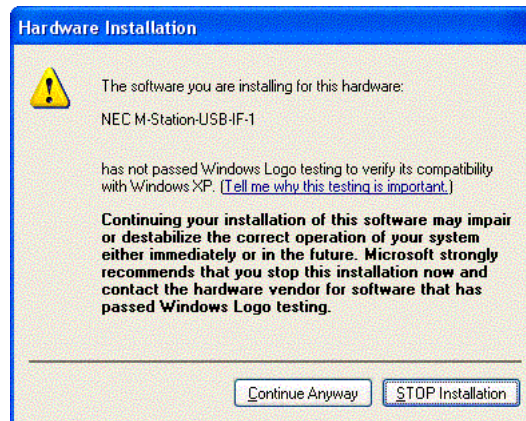 Hardware Installation
The software you are installing for this hardware:
NEC M-Station-USB-IF-1
has not passed Windows Logo testing to verify its compatibility
with Windows XP. (Tell me why this testing is important.)
Continuing your installation of this software may impair
or destabilize the correct operation of your system
either immediately or in the future. Microsoft strongly
recommends that you stop this installation now and
contact the hardware vendor for software that has
passed Windows Logo testing.
Continue Anyway STOP Installation